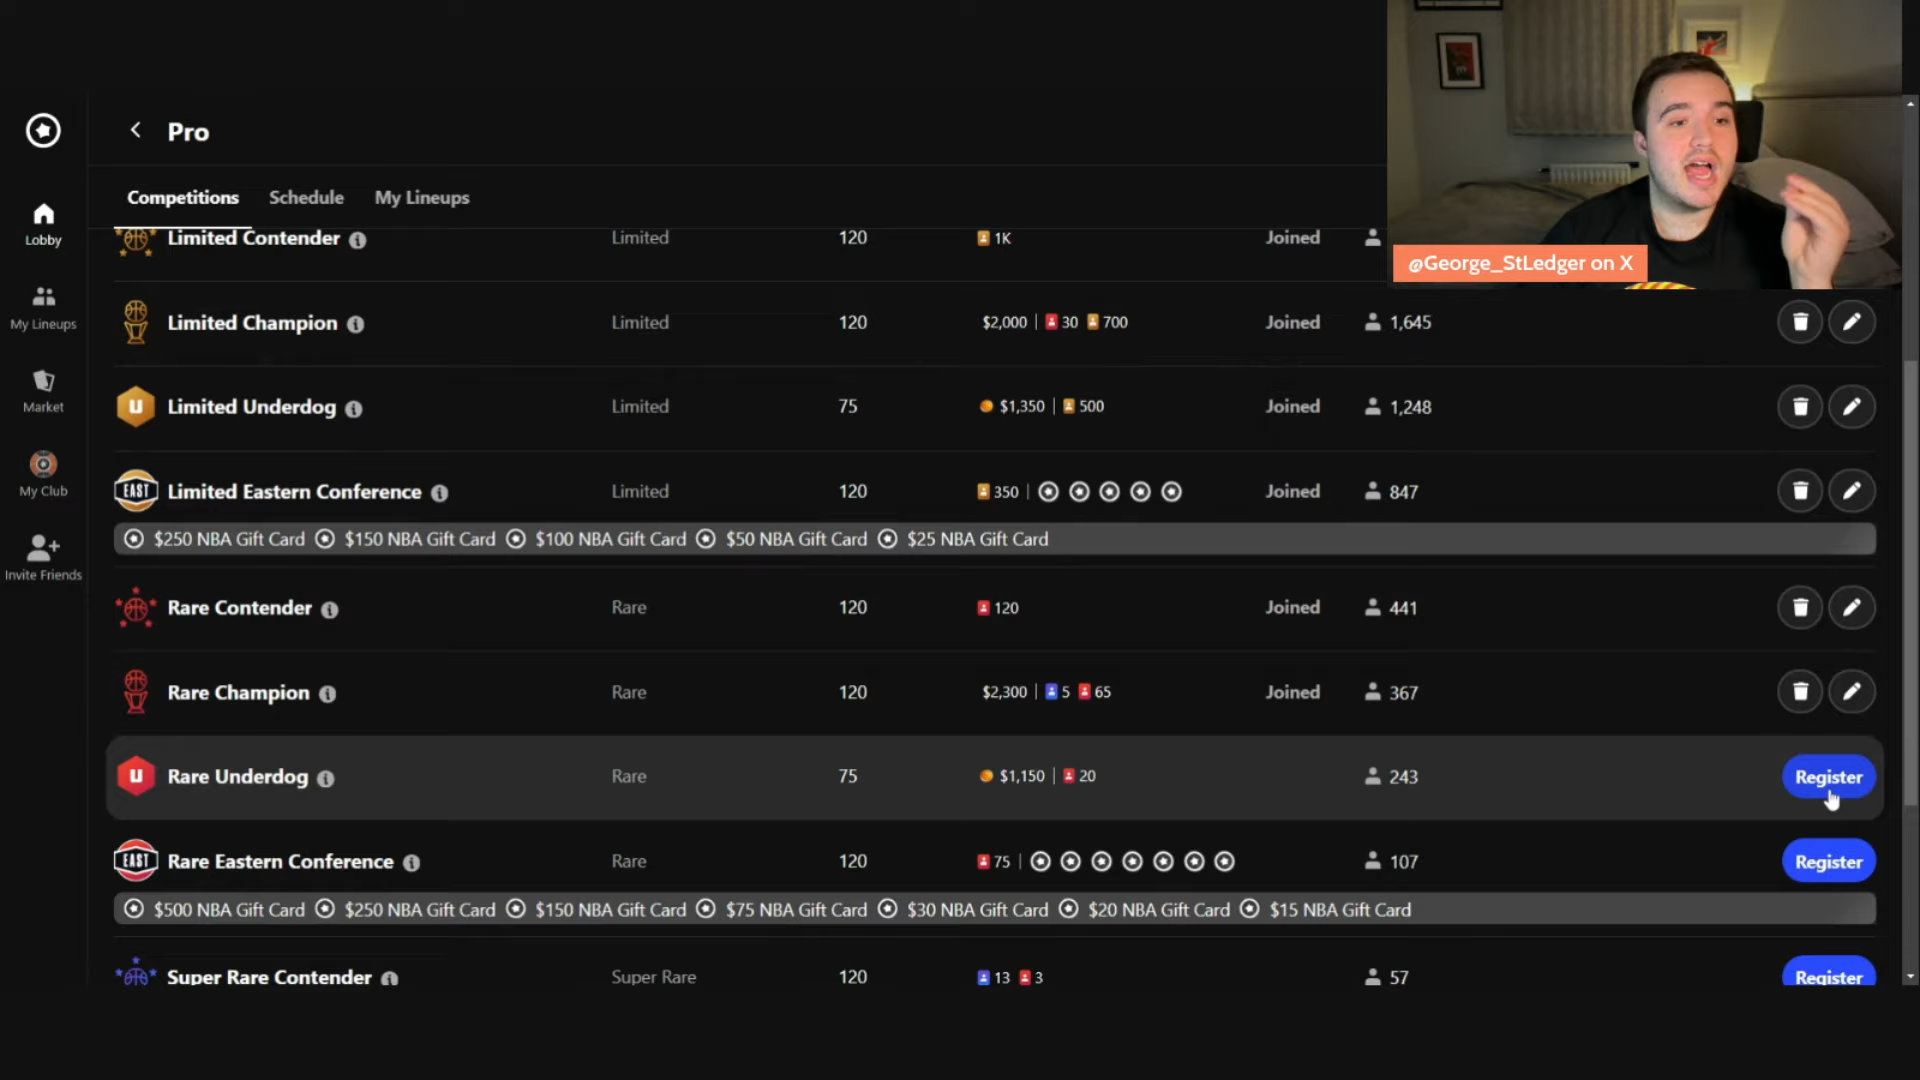 Pro
Competitions Schedule My Lineups
@George_StLedger on X
Lobby
My Lineups
Market
My Club
Invite Friends
Limited Contender Limited 120 1K Joined
Limited Champion Limited 120 $2,000 | 30 700 Joined 1,645
U Limited Underdog Limited 75 $1,350 | 500 Joined 1,248
EAST Limited Eastern Conference Limited 120 350 | Joined 847
$250 NBA Gift Card $150 NBA Gift Card $100 NBA Gift Card $50 NBA Gift Card $25 NBA Gift Card
Rare Contender Rare 120 120 Joined 441
Rare Champion Rare 120 $2,300 | 5 65 Joined 367
U Rare Underdog Rare 75 $1,150 | 20 243 Register
EAST Rare Eastern Conference Rare 120 75 | 107 Register
$500 NBA Gift Card $250 NBA Gift Card $150 NBA Gift Card $75 NBA Gift Card $30 NBA Gift Card $20 NBA Gift Card $15 NBA Gift Card
Super Rare Contender Super Rare 120 13 3 57 Register